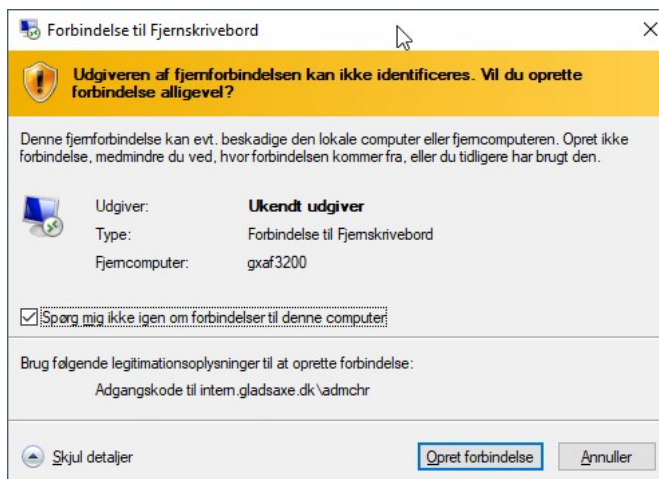 Forbindelse til Fjernskrivebord
Udgiveren af fjernforbindelsen kan ikke identificeres. Vil du oprette
forbindelse alligevel?
Denne fjernforbindelse kan evt. beskadige den lokale computer eller fjerncomputeren. Opret ikke
forbindelse, medmindre du ved, hvor forbindelsen kommer fra, eller du tidligere har brugt den.
Udgiver: Ukendt udgiver
Type: Forbindelse til Fjernskrivebord
Fjerncomputer: gxaf3200
Spørg mig ikke igen om forbindelser til denne computer
Brug følgende legitimationsoplysninger til at oprette forbindelse:
Adgangskode til intern.gladsaxe.dk\admchr
Skjul detaljer Opret forbindelse Annuller